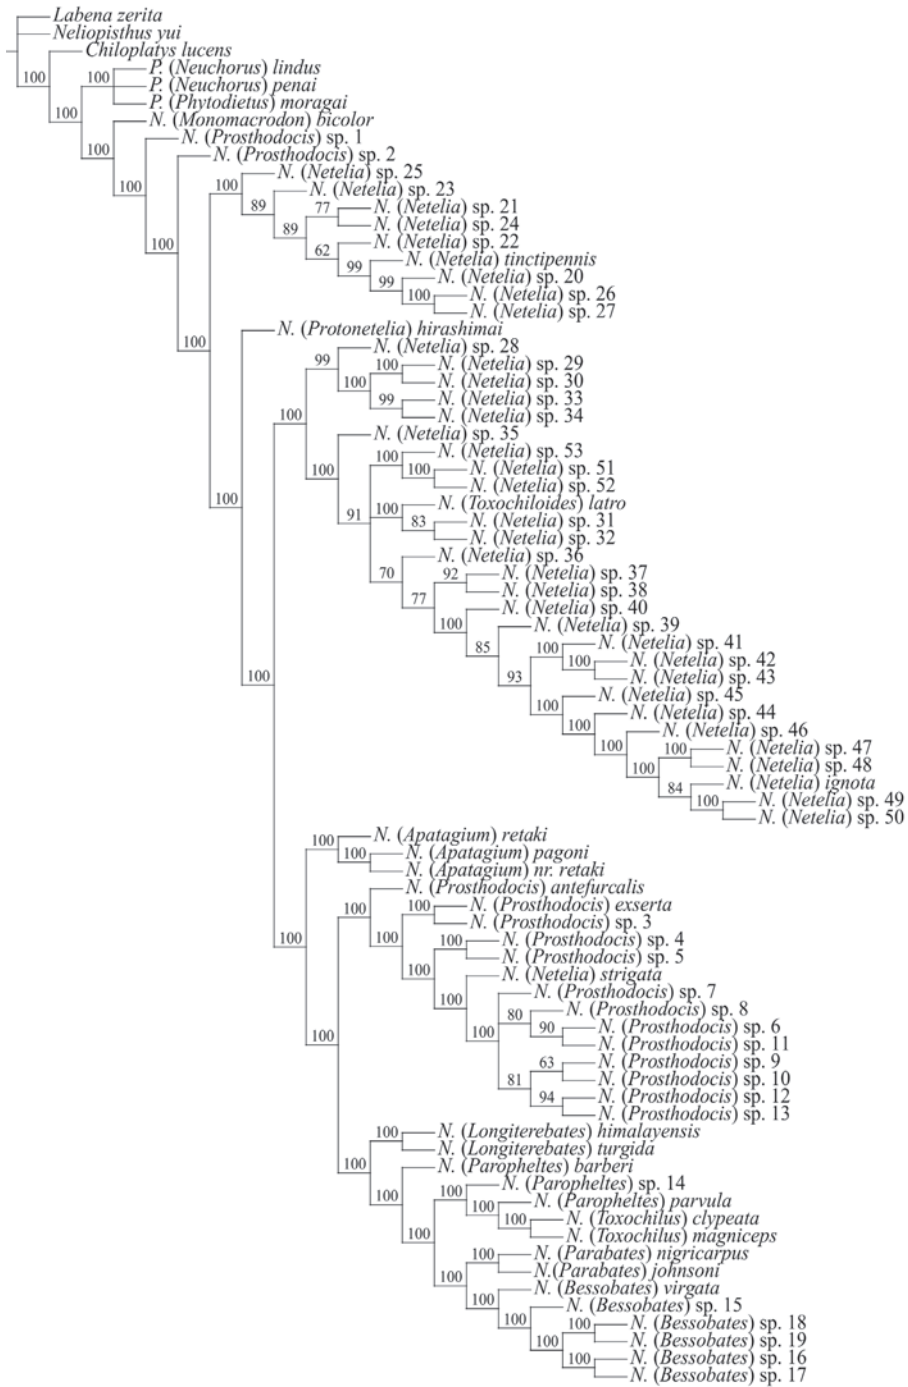 Labena zerita
Neliopisthus yui
Chiloplatys lucens
P. (Neuchorus) lindus
100
100
P. (Neuchorus) penai
P. (Phytodietus) moragai
100
N. (Monomacrodon) bicolor
N. (Prosthodocis) sp. 1
100
N. (Prosthodocis) sp. 2
N. (Netelia) sp. 25
100
100
N. (Netelia) sp. 23
89
77
N. (Netelia) sp. 21
N. (Netelia) sp. 24
89
N. (Netelia) sp. 22
100
62
N. (Netelia) tinctipennis
99
N. (Netelia) sp. 20
99
N. (Netelia) sp. 26
100
N. (Netelia) sp. 27
N. (Protonetelia) hirashimai
100
N. (Netelia) sp. 28
99
N. (Netelia) sp. 29
100
100
N. (Netelia) sp. 30
N. (Netelia) sp. 33
99
N. (Netelia) sp. 34
100
N. (Netelia) sp. 35
N. (Netelia) sp. 53
100
N. (Netelia) sp. 51
100
100
N. (Netelia) sp. 52
100
N. (Toxochiloides) latro
100
91
N. (Netelia) sp. 31
83
N. (Netelia) sp. 32
N. (Netelia) sp. 36
70
92
N. (Netelia) sp. 37
N. (Netelia) sp. 38
77
N. (Netelia) sp. 40
100
N. (Netelia) sp. 39
85
N. (Netelia) sp. 41
100
N. (Netelia) sp. 42
100
100
93
N. (Netelia) sp. 43
N. (Netelia) sp. 45
100
N. (Netelia) sp. 44
100
N. (Netelia) sp. 46
100
N. (Netelia) sp. 47
100
N. (Netelia) sp. 48
100
N. (Netelia) ignota
84
N. (Netelia) sp. 49
100
N. (Netelia) sp. 50
N. (Apatagium) retaki
100
N. (Apatagium) pagoni
100
N. (Apatagium) nr. retaki
N. (Prosthodocis) antefurcalis
100
N. (Prosthodocis) exserta
100
N. (Prosthodocis) sp. 3
100
100
N. (Prosthodocis) sp. 4
100
N. (Prosthodocis) sp. 5
100
N. (Netelia) strigata
N. (Prosthodocis) sp. 7
100
N. (Prosthodocis) sp. 8
80
N. (Prosthodocis) sp. 6
90
100
100
N. (Prosthodocis) sp. 11
N. (Prosthodocis) sp. 9
63
N. (Prosthodocis) sp. 10
81
N. (Prosthodocis) sp. 12
94
N. (Prosthodocis) sp. 13
N. (Longiterebates) himalayensis
100
N. (Longiterebates) turgida
100
N. (Paropheltes) barberi
N. (Paropheltes) sp. 14
100
100
N. (Paropheltes) parvula
100
N. (Toxochilus) clypeata
100
N. (Toxochilus) magniceps
100
N. (Parabates) nigricarpus
100
N.(Parabates) johnsoni
100
N. (Bessobates) virgata
100
N. (Bessobates) sp. 15
100
N. (Bessobates) sp. 18
100
N. (Bessobates) sp. 19
100
N. (Bessobates) sp. 16
100
N. (Bessobates) sp. 17